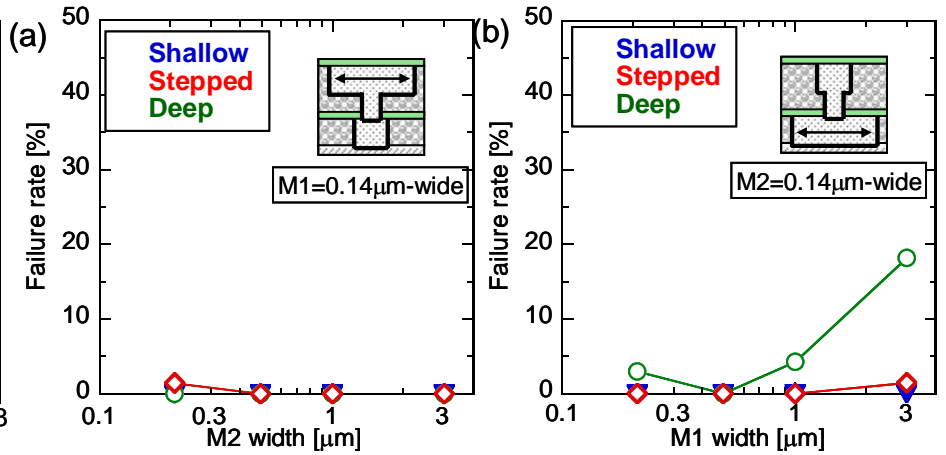 (a)
Shallow
Stepped
Deep
M1=0.14μm-wide
Failure rate [%]
50
40
30
20
10
0
0.1 0.3 1 3
M2 width [μm]
(b)
Shallow
Stepped
Deep
M2=0.14μm-wide
Failure rate [%]
50
40
30
20
10
0
0.1 0.3 1 3
M1 width [μm]